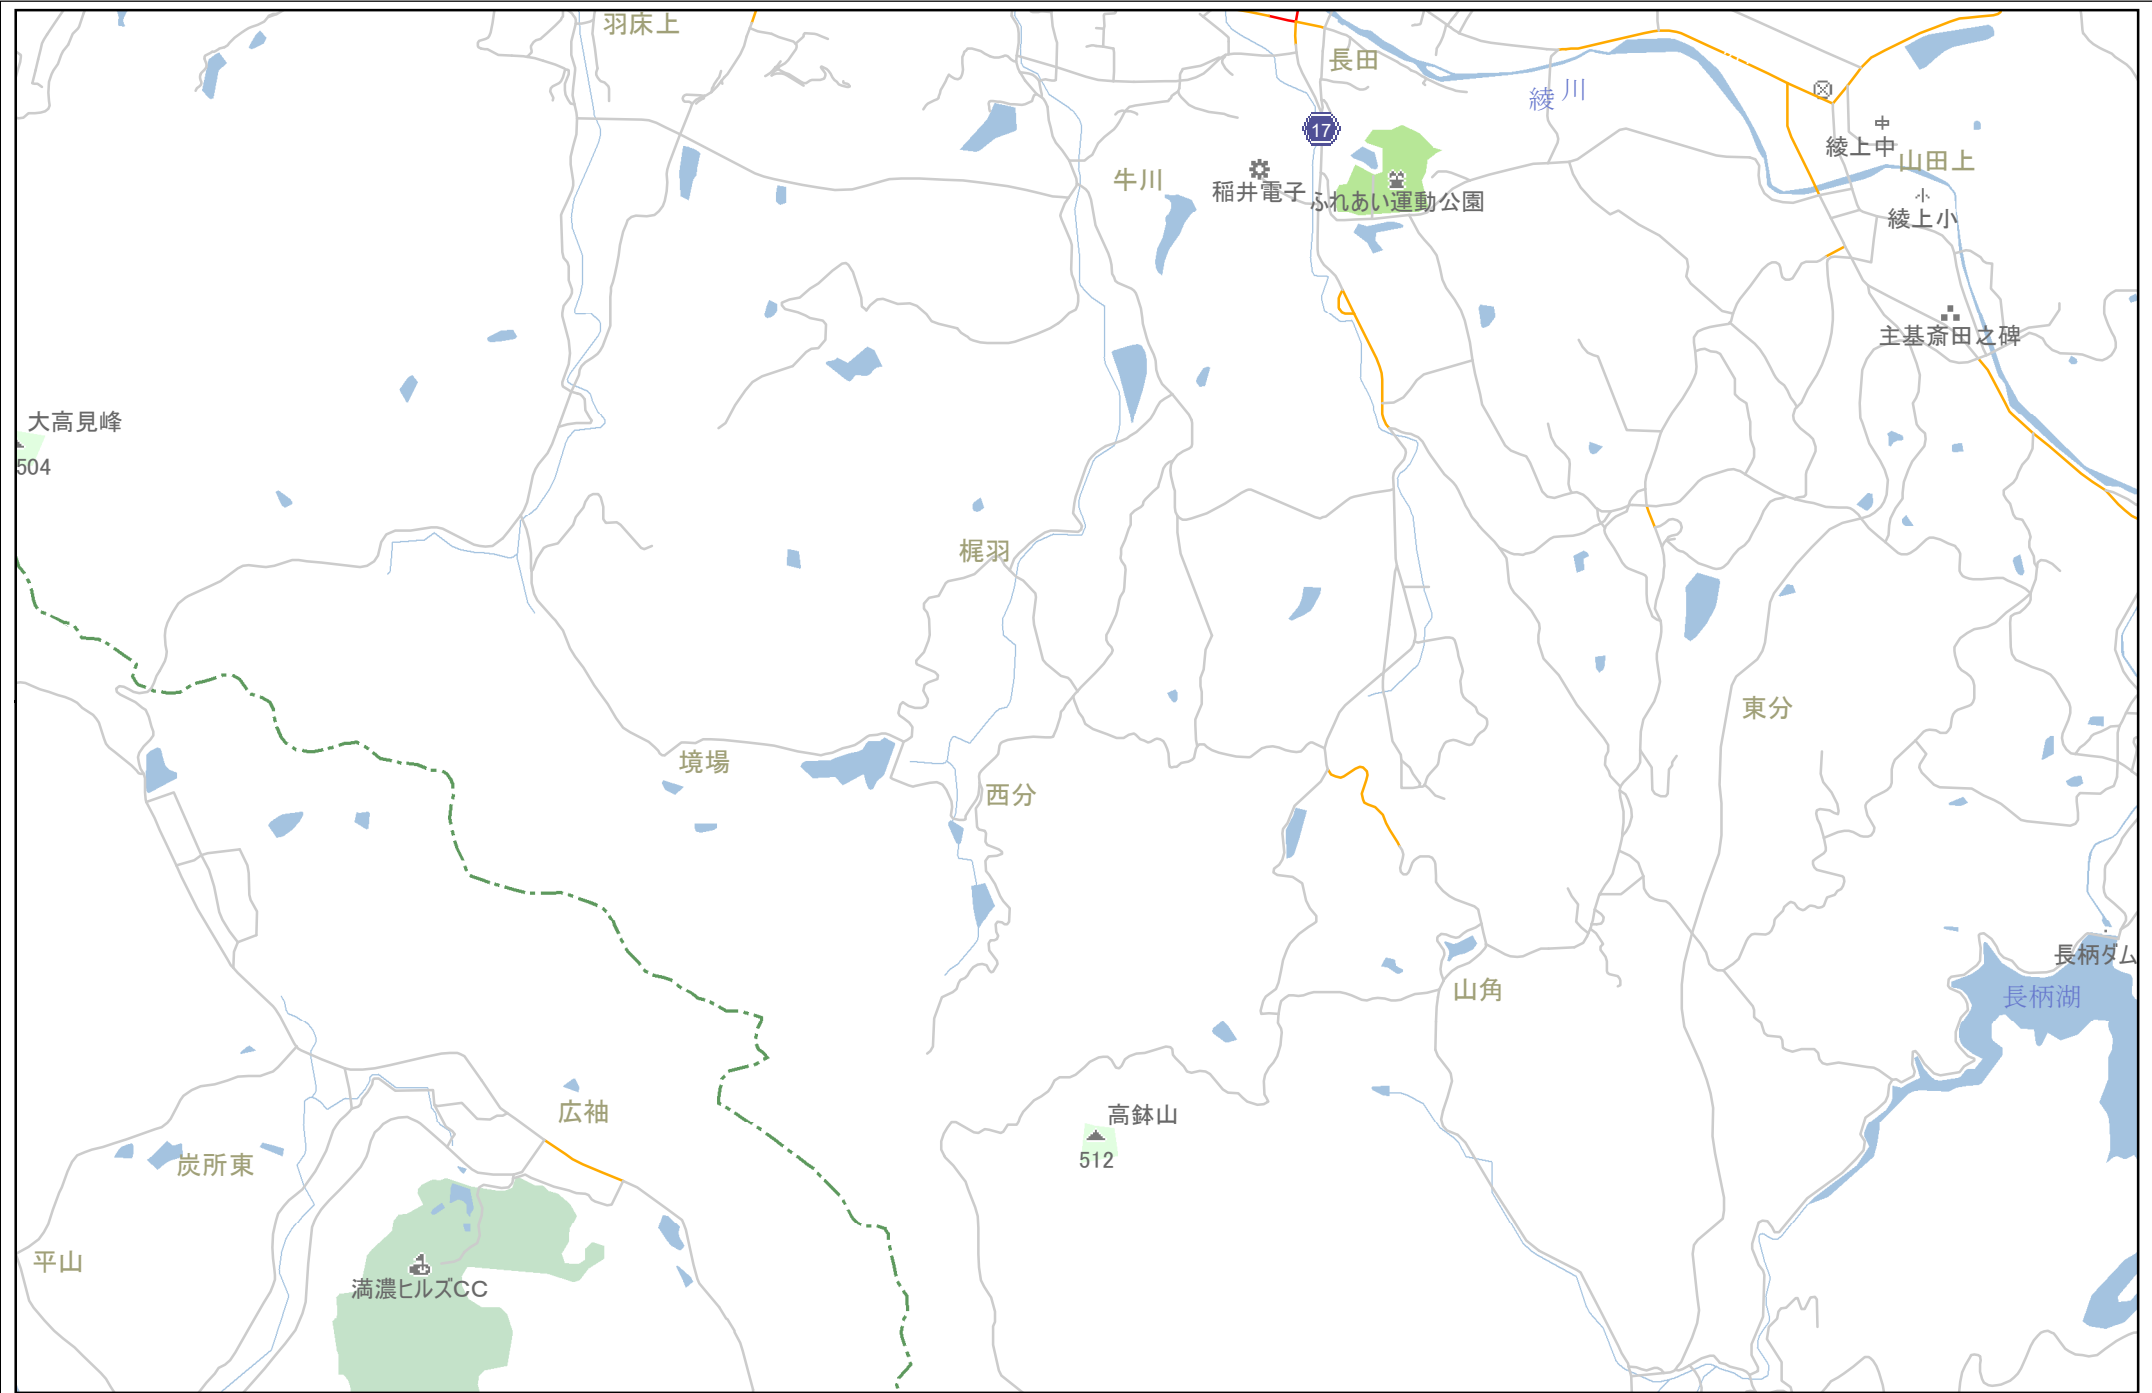 羽床上
長田
綾川
17
中
綾上中
山田上
牛川
稲井電子
ふれあい運動公園
小
綾上小
主基斎田之碑
大高見峰
504
梶羽
東分
境場
西分
長柄ダム
山角
長柄湖
広袖
高鉢山
512
炭所東
平山
満濃ヒルズCC